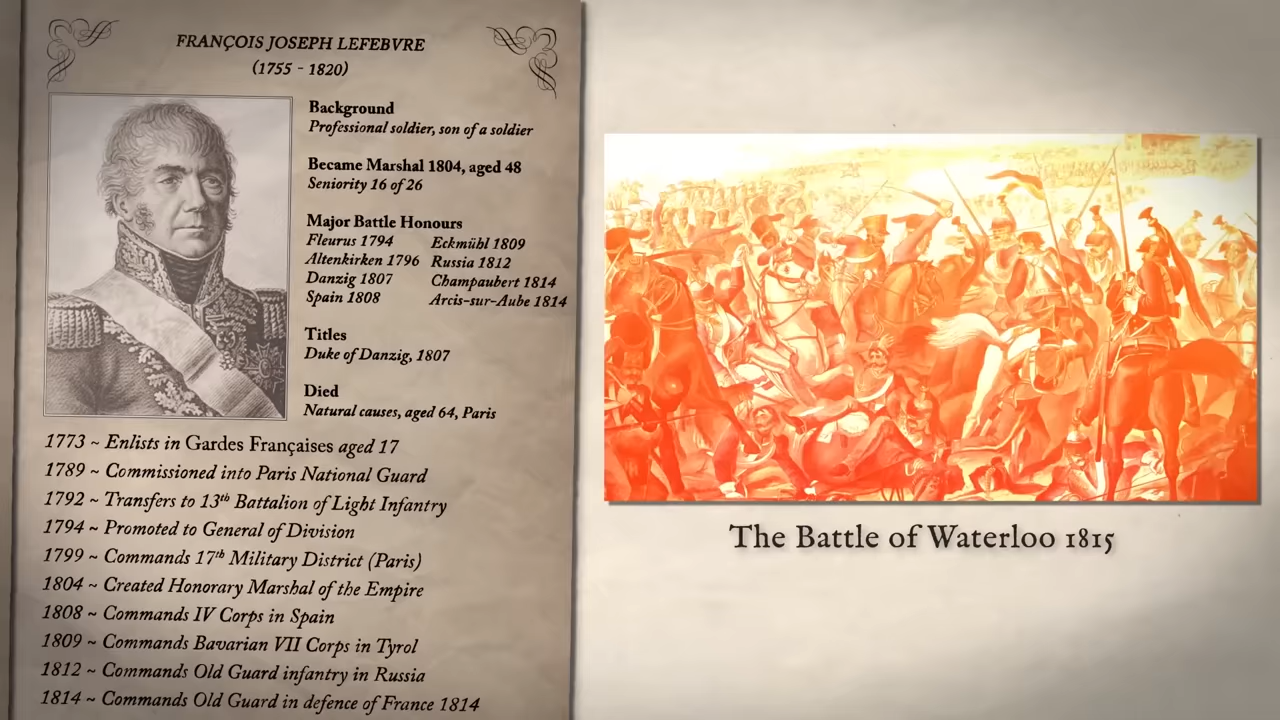 FRANÇOIS JOSEPH LEFEBVRE
(1755 - 1820)
Background
Professional soldier, son of a soldier
Became Marshal 1804, aged 48
Seniority 16 of 26
Major Battle Honours
Fleurus 1794
Altenkirken 1796
Danzig 1807
Spain 1808
Eckmühl 1809
Russia 1812
Champaubert 1814
Arcis-sur-Aube 1814
Titles
Duke of Danzig, 1807
Died
Natural causes, aged 64, Paris
1773 ~ Enlists in Gardes Françaises aged 17
1789 ~ Commissioned into Paris National Guard
1792 ~ Transfers to 13th Battalion of Light Infantry
1794 ~ Promoted to General of Division
1799 ~ Commands 17th Military District (Paris)
1804 ~ Created Honorary Marshal of the Empire
1808 ~ Commands IV Corps in Spain
1809 ~ Commands Bavarian VII Corps in Tyrol
1812 ~ Commands Old Guard infantry in Russia
1814 ~ Commands Old Guard in defence of France 1814
The Battle of Waterloo 1815